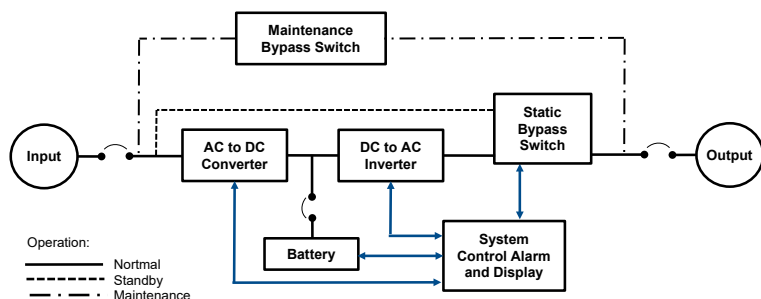 Maintenance
Bypass Switch
Static
Bypass
Switch
Input
AC to DC
Converter
DC to AC
Inverter
Output
Battery
System
Control Alarm
and Display
Operation:
Nortmal
Standby
Maintenance